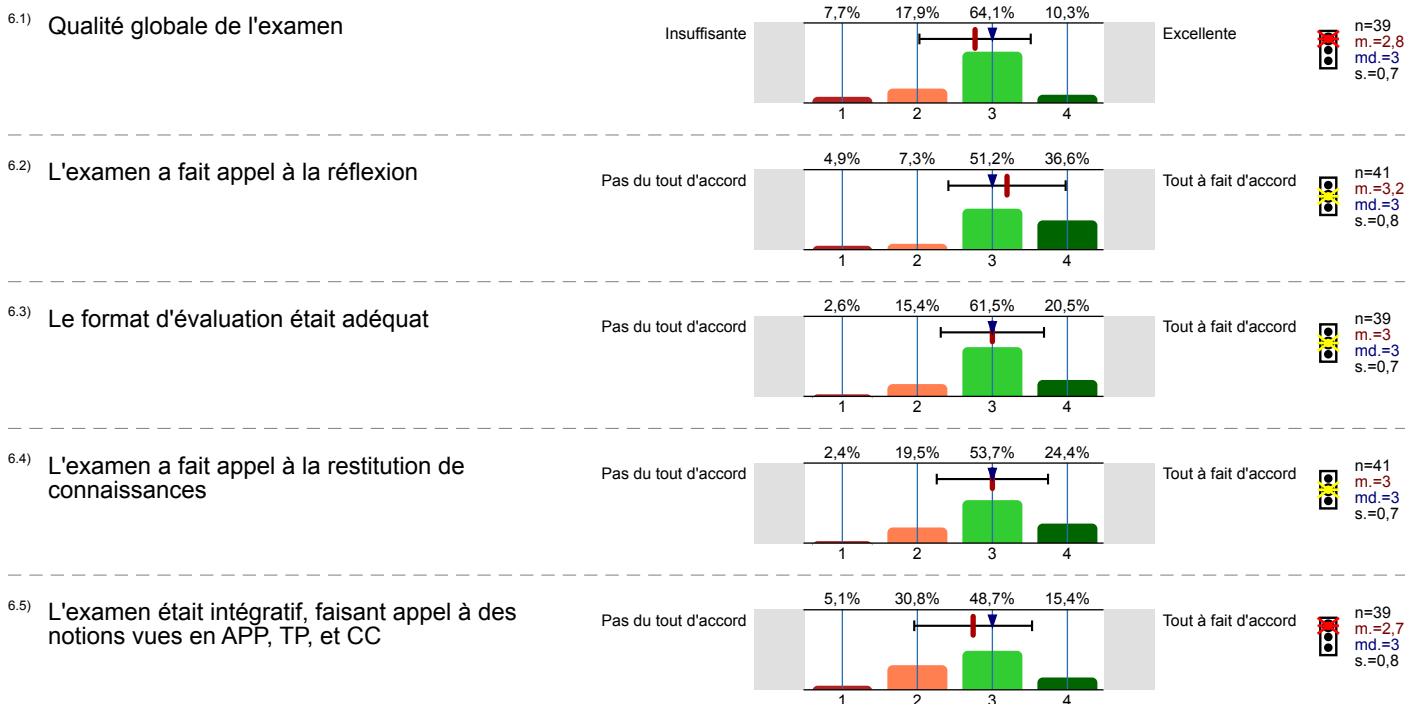 7,7% 17,9% 64,1% 10,3%
6.1) Qualité globale de l'examen
Insuffisante
Excellente
n=39
m.=2,8
md.=3
s.=0,7
1 2 3 4
4,9% 7,3% 51,2% 36,6%
6.2) L'examen a fait appel à la réflexion
Pas du tout d'accord
Tout à fait d'accord
n=41
m.=3,2
md.=3
s.=0,8
1 2 3 4
2,6% 15,4% 61,5% 20,5%
6.3) Le format d'évaluation était adéquat
Pas du tout d'accord
Tout à fait d'accord
n=39
m.=3
md.=3
s.=0,7
1 2 3 4
2,4% 19,5% 53,7% 24,4%
6.4) L'examen a fait appel à la restitution de
connaissances
Pas du tout d'accord
Tout à fait d'accord
n=41
m.=3
md.=3
s.=0,7
1 2 3 4
5,1% 30,8% 48,7% 15,4%
6.5) L'examen était intégratif, faisant appel à des
notions vues en APP, TP, et CC
Pas du tout d'accord
Tout à fait d'accord
n=39
m.=2,7
md.=3
s.=0,8
1 2 3 4